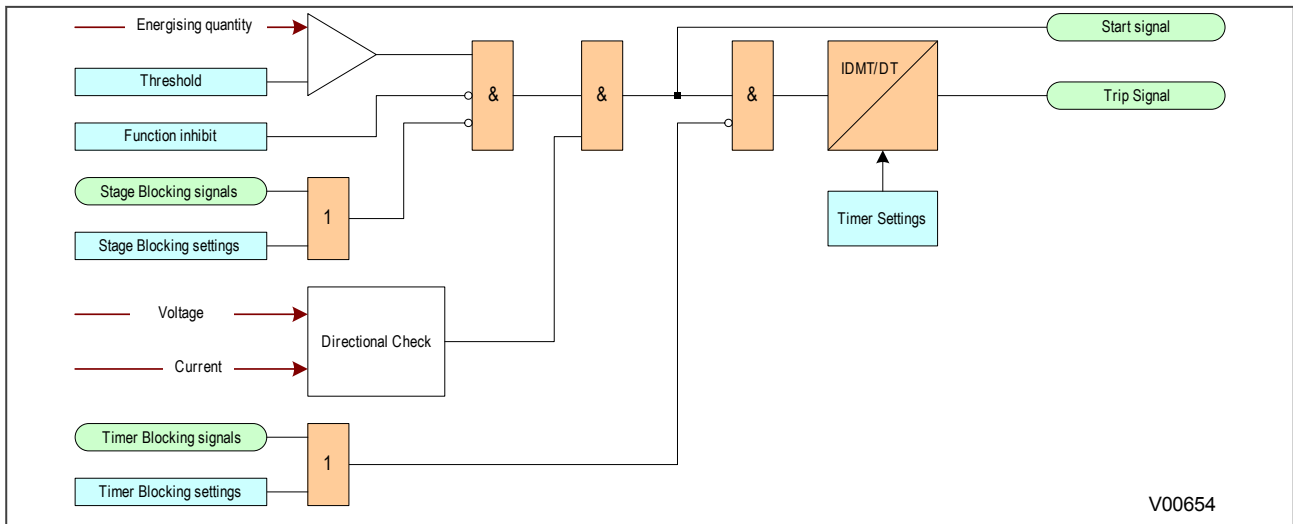 Energising quantity
Start signal
IDMT/DT
Threshold
&
&
&
Trip Signal
Function inhibit
Stage Blocking signals
1
Timer Settings
Stage Blocking settings
Voltage
Directional Check
Current
Timer Blocking signals
1
Timer Blocking settings
V00654